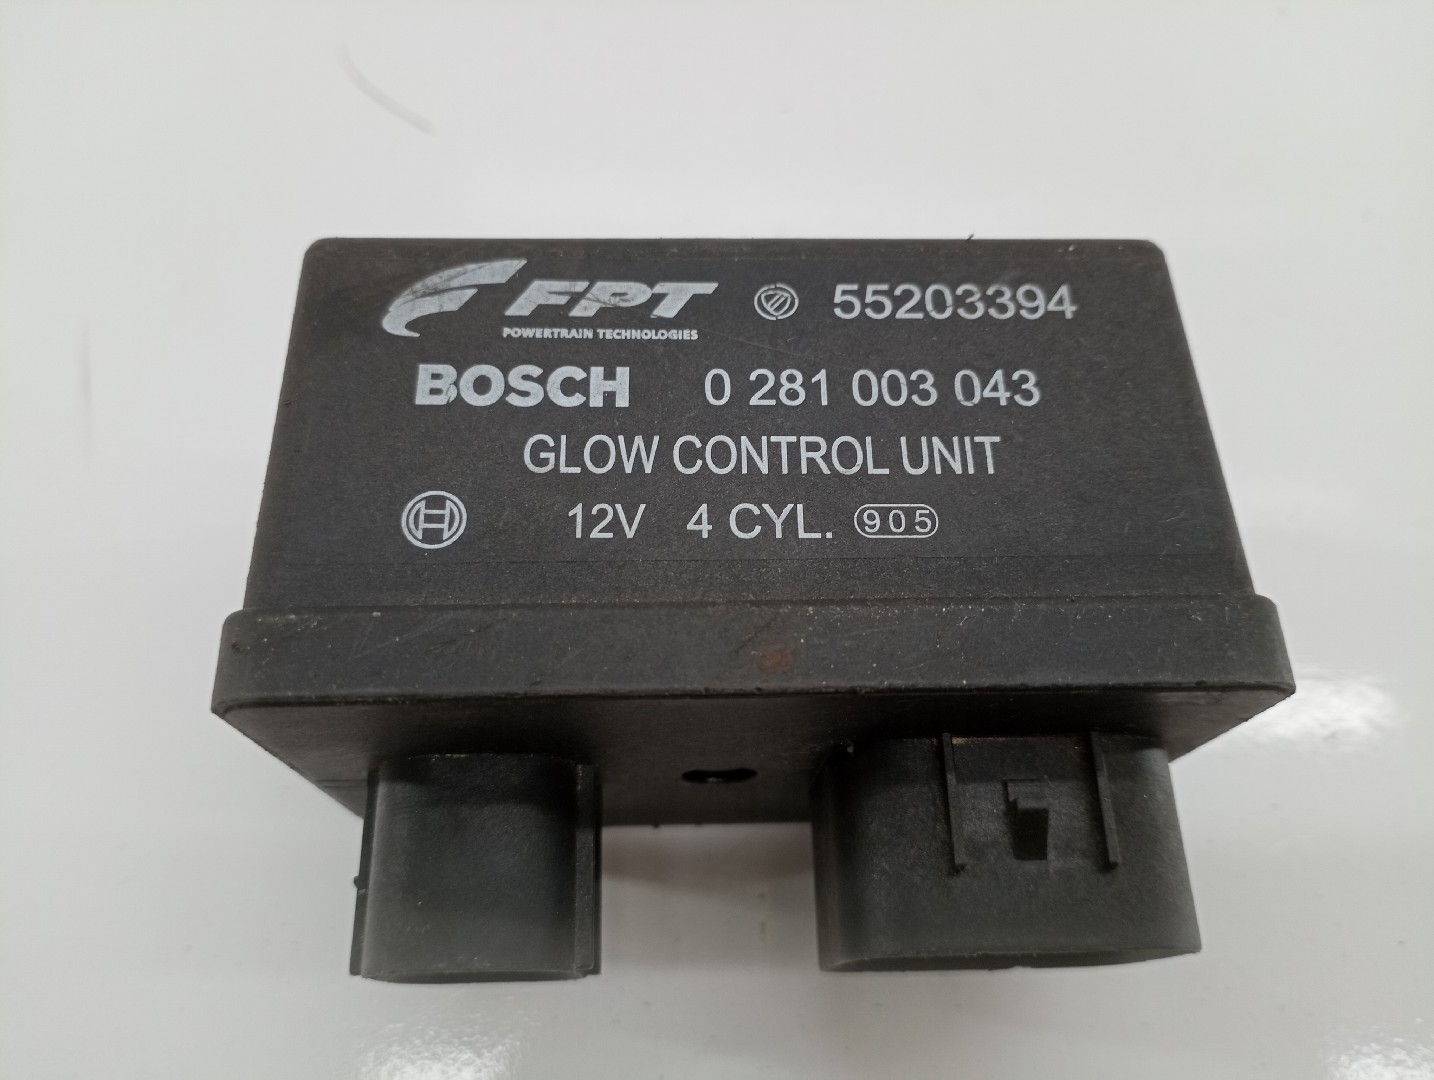 FPT 55203394
POWERTRAIN TECHNOLOGIES
BOSCH 0 281 003 043
GLOW CONTROL UNIT
12V 4 CYL. 905